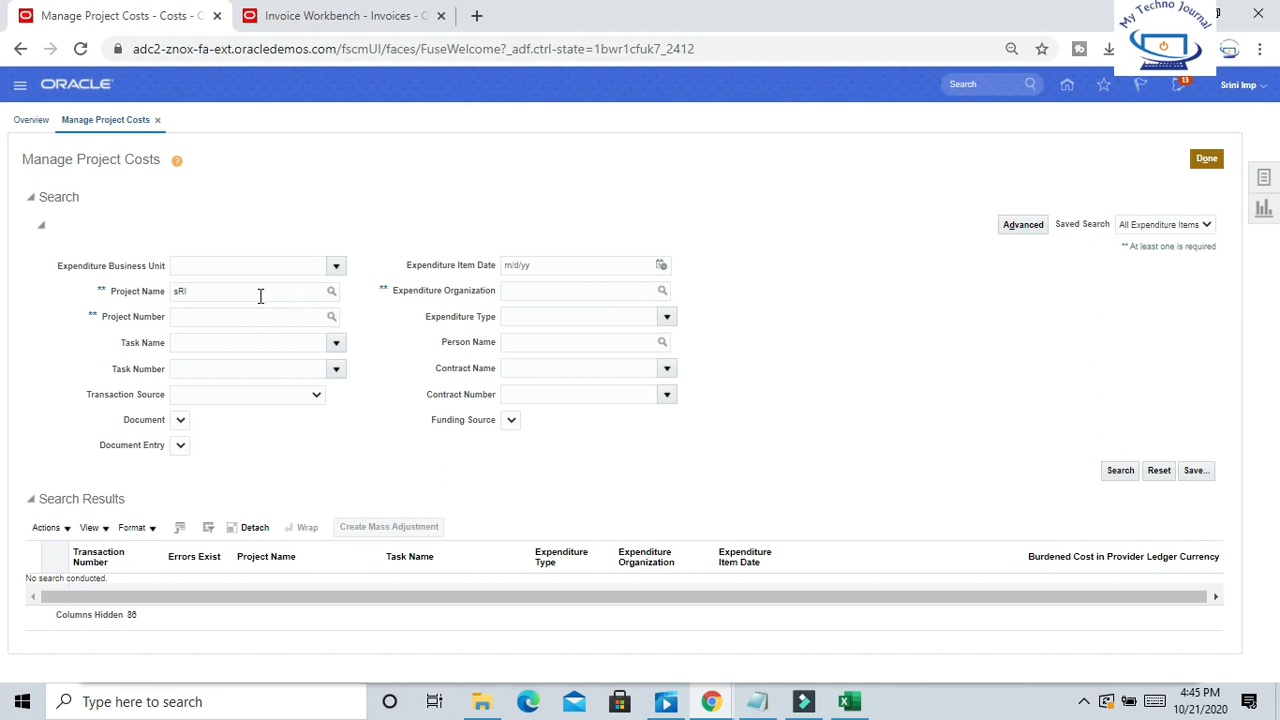 Manage Project Costs - Costs - C
Invoice Workbench - Invoices - C
My Techno Journal
adc2-znox-fa-ext.oracledemos.com/fscmUI/faces/FuseWelcome?_adf.ctrl-state=1bwr1cfuk7_2412
ORACLE
Search
13
Srini Imp
Overview
Manage Project Costs
Manage Project Costs
Done
Search
Advanced
Saved Search
All Expenditure Items
** At least one is required
Expenditure Business Unit
Expenditure Item Date
m/d/yy
** Project Name
sRI
** Expenditure Organization
** Project Number
Expenditure Type
Task Name
Person Name
Task Number
Contract Name
Transaction Source
Contract Number
Document
Funding Source
Document Entry
Search
Reset
Save...
Search Results
Actions
View
Format
Detach
Wrap
Create Mass Adjustment
Transaction Number
Errors Exist
Project Name
Task Name
Expenditure Type
Expenditure Organization
Expenditure Item Date
Burdened Cost in Provider Ledger Currency
No search conducted.
Columns Hidden 86
Type here to search
4:45 PM
10/21/2020